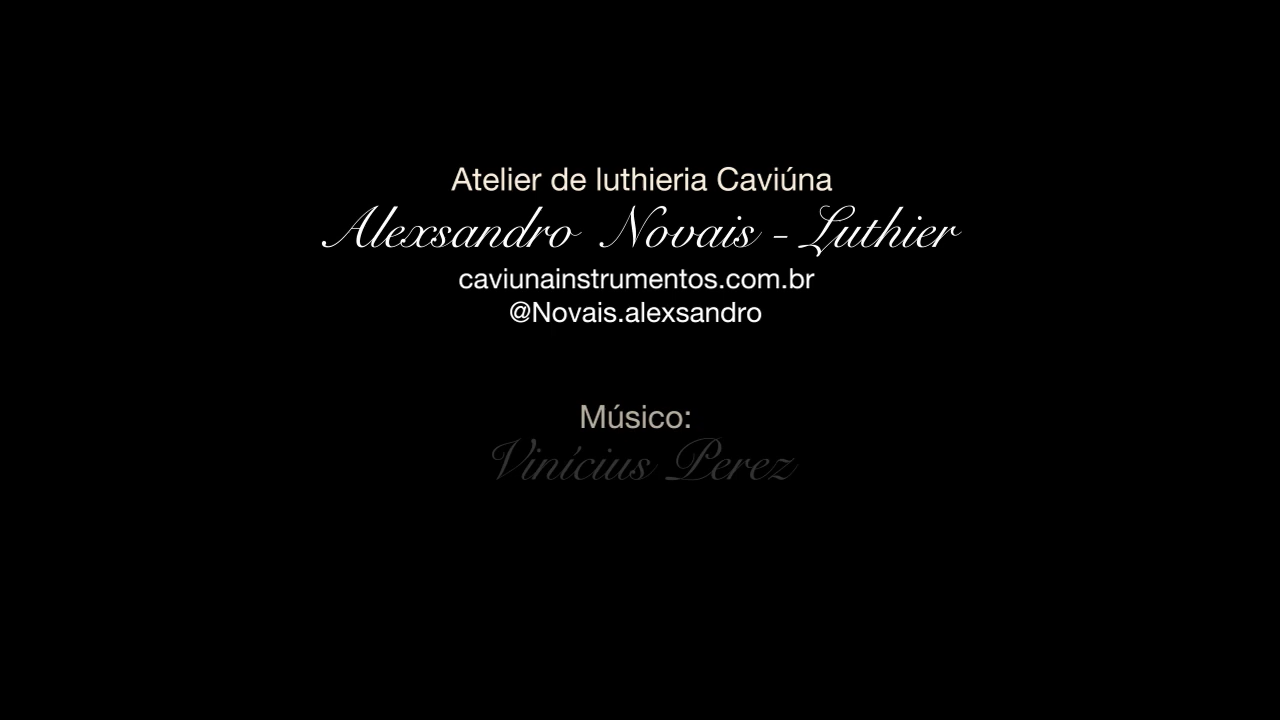 Atelier de luthieria Caviúna
Alexsandro Novais - Luthier
caviunainstrumentos.com.br
@Novais.alexsandro
Músico:
Vinícius Perez